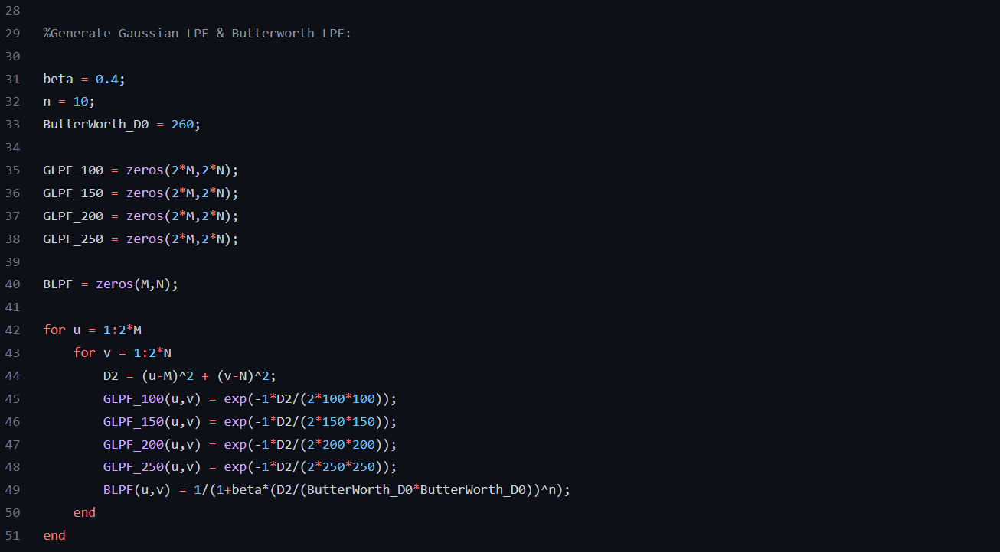 28
29 %Generate Gaussian LPF & Butterworth LPF:
30
31 beta = 0.4;
32 n = 10;
33 ButterWorth_D0 = 260;
34
35 GLPF_100 = zeros(2*M,2*N);
36 GLPF_150 = zeros(2*M,2*N);
37 GLPF_200 = zeros(2*M,2*N);
38 GLPF_250 = zeros(2*M,2*N);
39
40 BLPF = zeros(M,N);
41
42 for u = 1:2*M
43     for v = 1:2*N
44         D2 = (u-M)^2 + (v-N)^2;
45         GLPF_100(u,v) = exp(-1*D2/(2*100*100));
46         GLPF_150(u,v) = exp(-1*D2/(2*150*150));
47         GLPF_200(u,v) = exp(-1*D2/(2*200*200));
48         GLPF_250(u,v) = exp(-1*D2/(2*250*250));
49         BLPF(u,v) = 1/(1+beta*(D2/(ButterWorth_D0*ButterWorth_D0))^n);
50     end
51 end